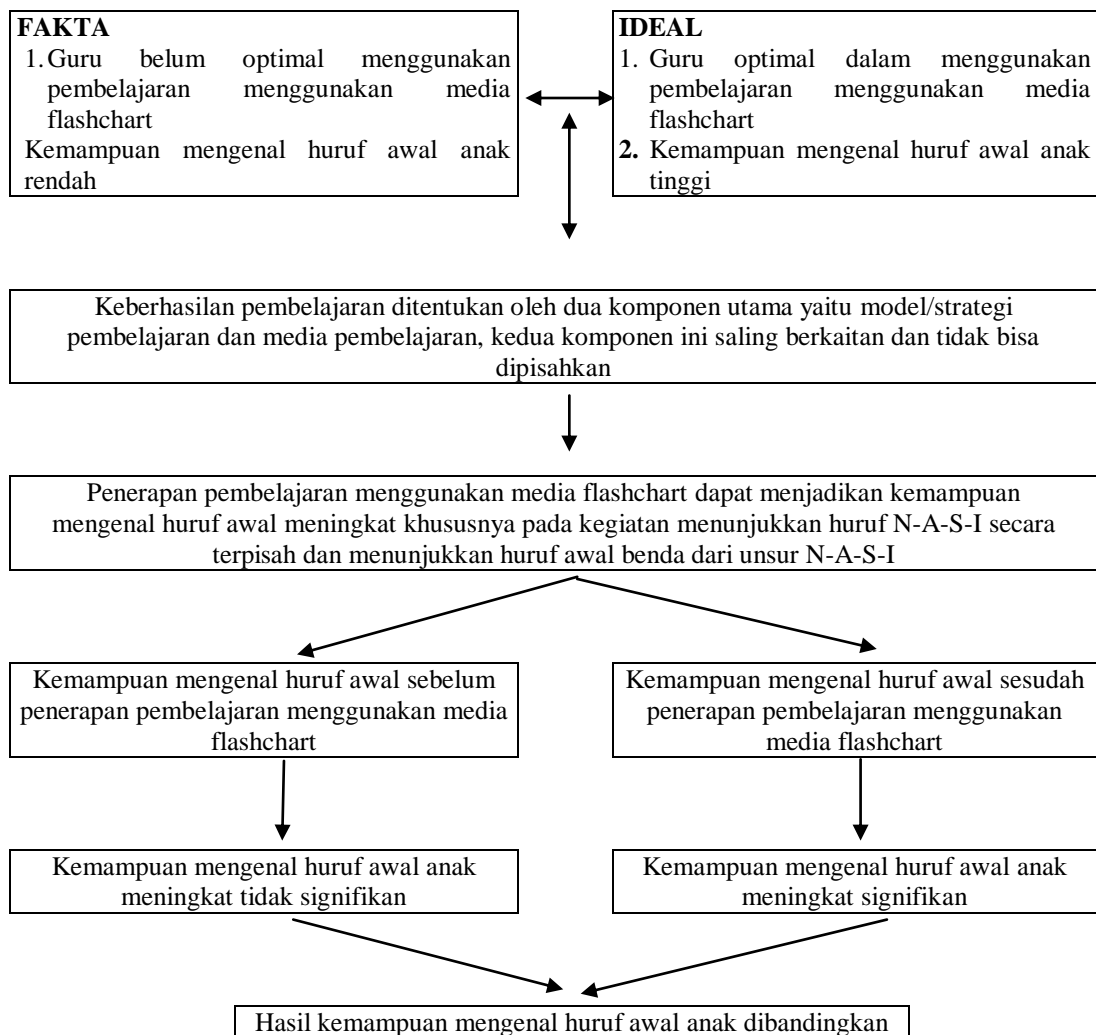 FAKTA
1. Guru belum optimal menggunakan
pembelajaran menggunakan media
flashchart
Kemampuan mengenal huruf awal anak
rendah
IDEAL
1. Guru optimal dalam menggunakan
pembelajaran menggunakan media
flashchart
2. Kemampuan mengenal huruf awal anak
tinggi
Keberhasilan pembelajaran ditentukan oleh dua komponen utama yaitu model/strategi
pembelajaran dan media pembelajaran, kedua komponen ini saling berkaitan dan tidak bisa
dipisahkan
Penerapan pembelajaran menggunakan media flashchart dapat menjadikan kemampuan
mengenal huruf awal meningkat khususnya pada kegiatan menunjukkan huruf N-A-S-I secara
terpisah dan menunjukkan huruf awal benda dari unsur N-A-S-I
Kemampuan mengenal huruf awal sebelum
penerapan pembelajaran menggunakan media
flashchart
Kemampuan mengenal huruf awal sesudah
penerapan pembelajaran menggunakan
media flashchart
Kemampuan mengenal huruf awal anak
meningkat tidak signifikan
Kemampuan mengenal huruf awal anak
meningkat signifikan
Hasil kemampuan mengenal huruf awal anak dibandingkan